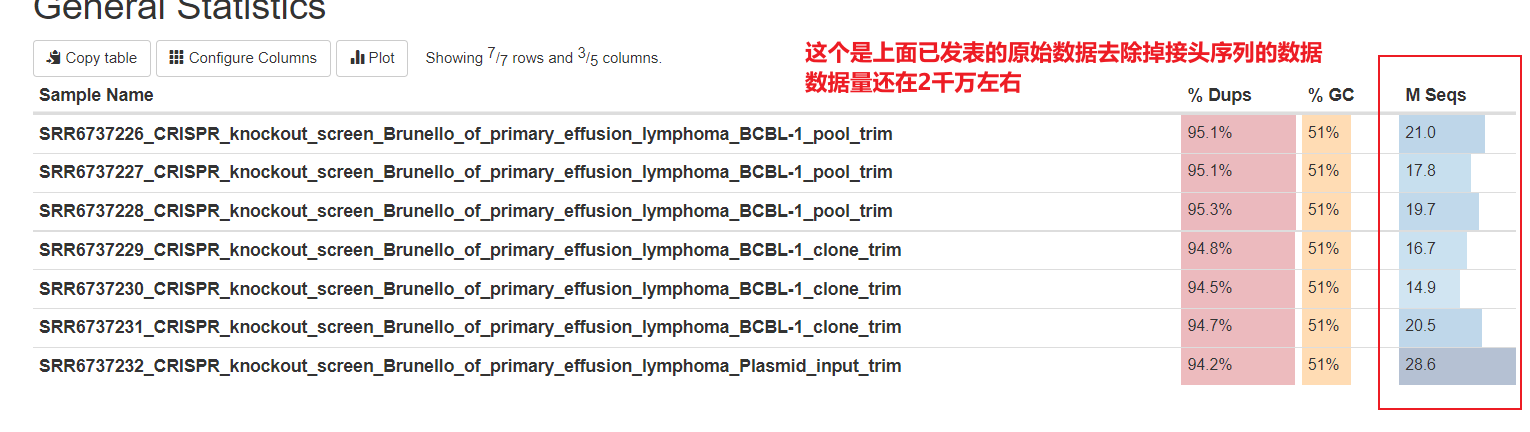 General Statistics
Copy table Configure Columns Plot Showing 7/7 rows and 3/5 columns.
这个是上面已发表的原始数据去除掉接头序列的数据
数据量还在2千万左右
Sample Name % Dups % GC M Seqs
SRR6737226_CRISPR_knockout_screen_Brunello_of_primary_effusion_lymphoma_BCBL-1_pool_trim 95.1% 51% 21.0
SRR6737227_CRISPR_knockout_screen_Brunello_of_primary_effusion_lymphoma_BCBL-1_pool_trim 95.1% 51% 17.8
SRR6737228_CRISPR_knockout_screen_Brunello_of_primary_effusion_lymphoma_BCBL-1_pool_trim 95.3% 51% 19.7
SRR6737229_CRISPR_knockout_screen_Brunello_of_primary_effusion_lymphoma_BCBL-1_clone_trim 94.8% 51% 16.7
SRR6737230_CRISPR_knockout_screen_Brunello_of_primary_effusion_lymphoma_BCBL-1_clone_trim 94.5% 51% 14.9
SRR6737231_CRISPR_knockout_screen_Brunello_of_primary_effusion_lymphoma_BCBL-1_clone_trim 94.7% 51% 20.5
SRR6737232_CRISPR_knockout_screen_Brunello_of_primary_effusion_lymphoma_Plasmid_input_trim 94.2% 51% 28.6